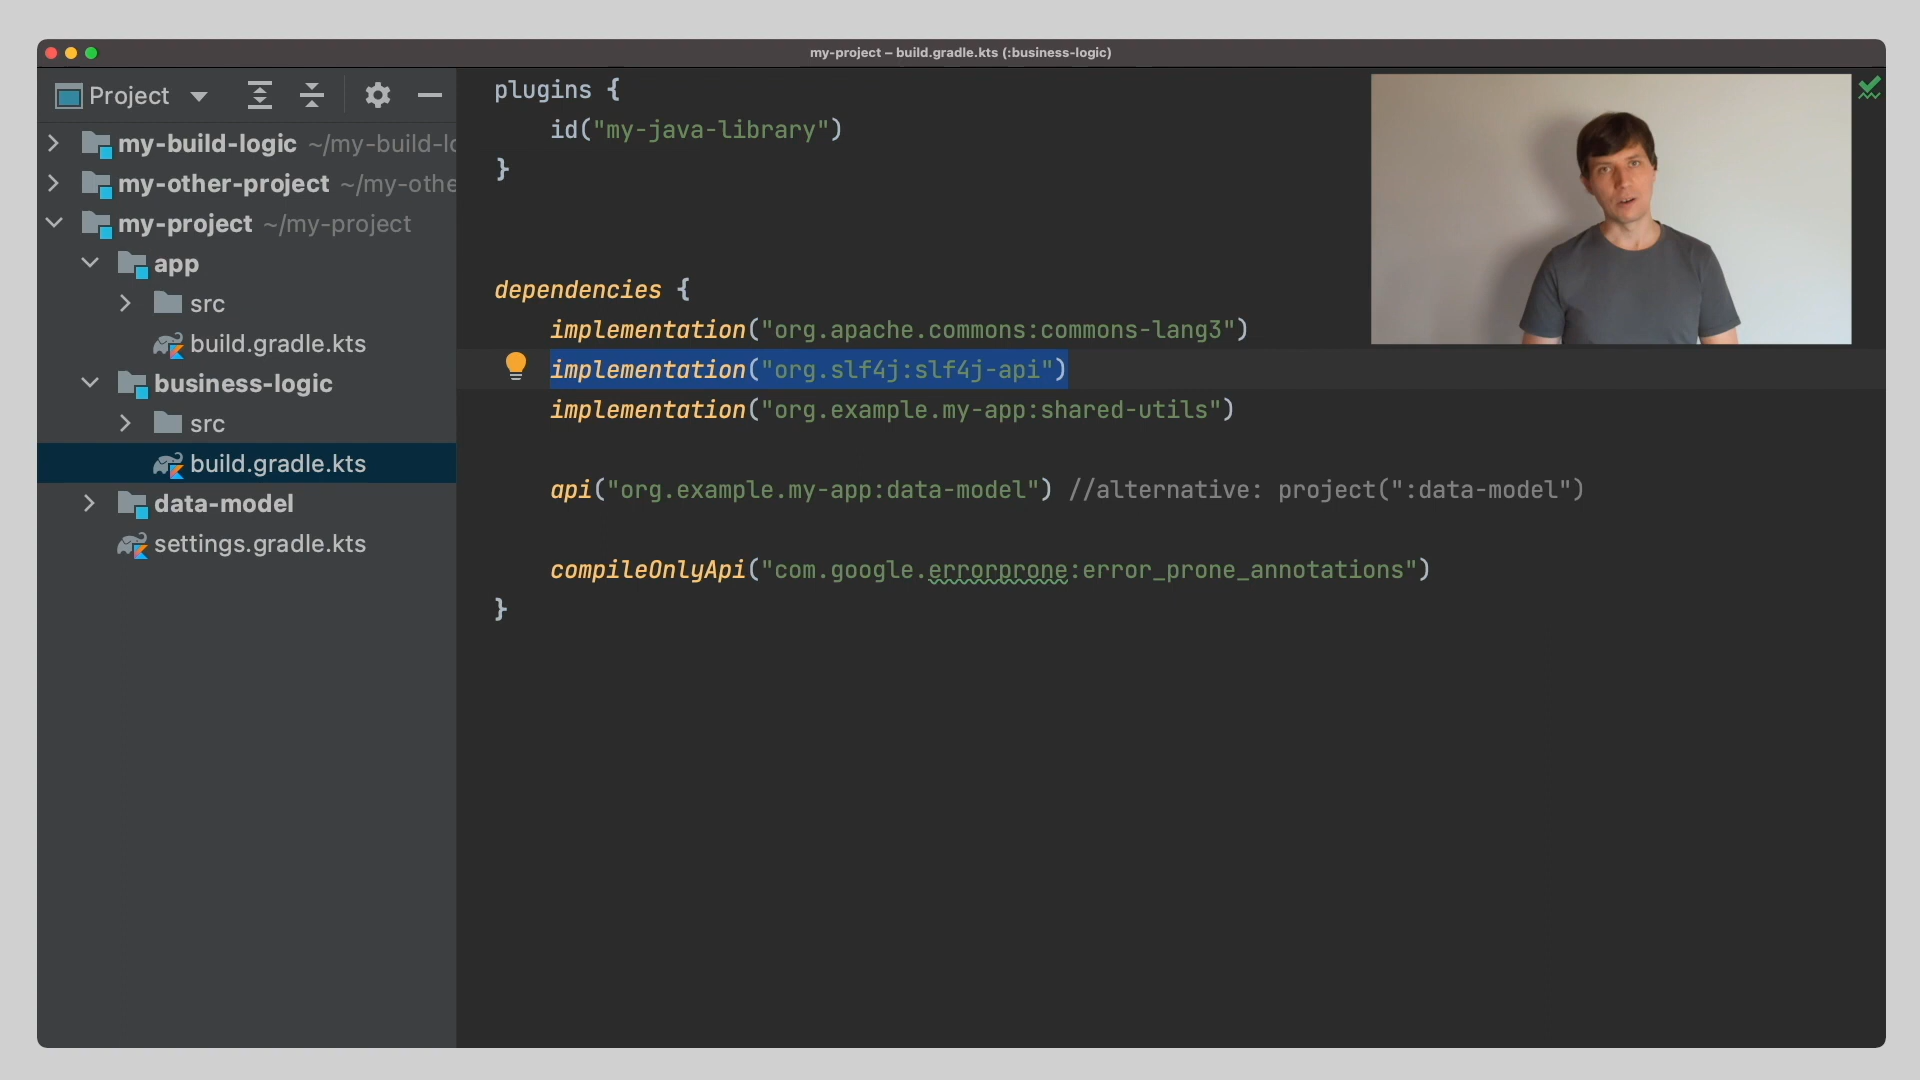 my-project – build.gradle.kts (:business-logic)
Project
my-build-logic ~/my-build-lo
my-other-project ~/my-othe
my-project ~/my-project
app
src
build.gradle.kts
business-logic
src
build.gradle.kts
data-model
settings.gradle.kts
plugins {
id("my-java-library")
}
dependencies {
implementation("org.apache.commons:commons-lang3")
implementation("org.slf4j:slf4j-api")
implementation("org.example.my-app:shared-utils")
api("org.example.my-app:data-model") //alternative: project(":data-model")
compileOnlyApi("com.google.errorprone:error_prone_annotations")
}